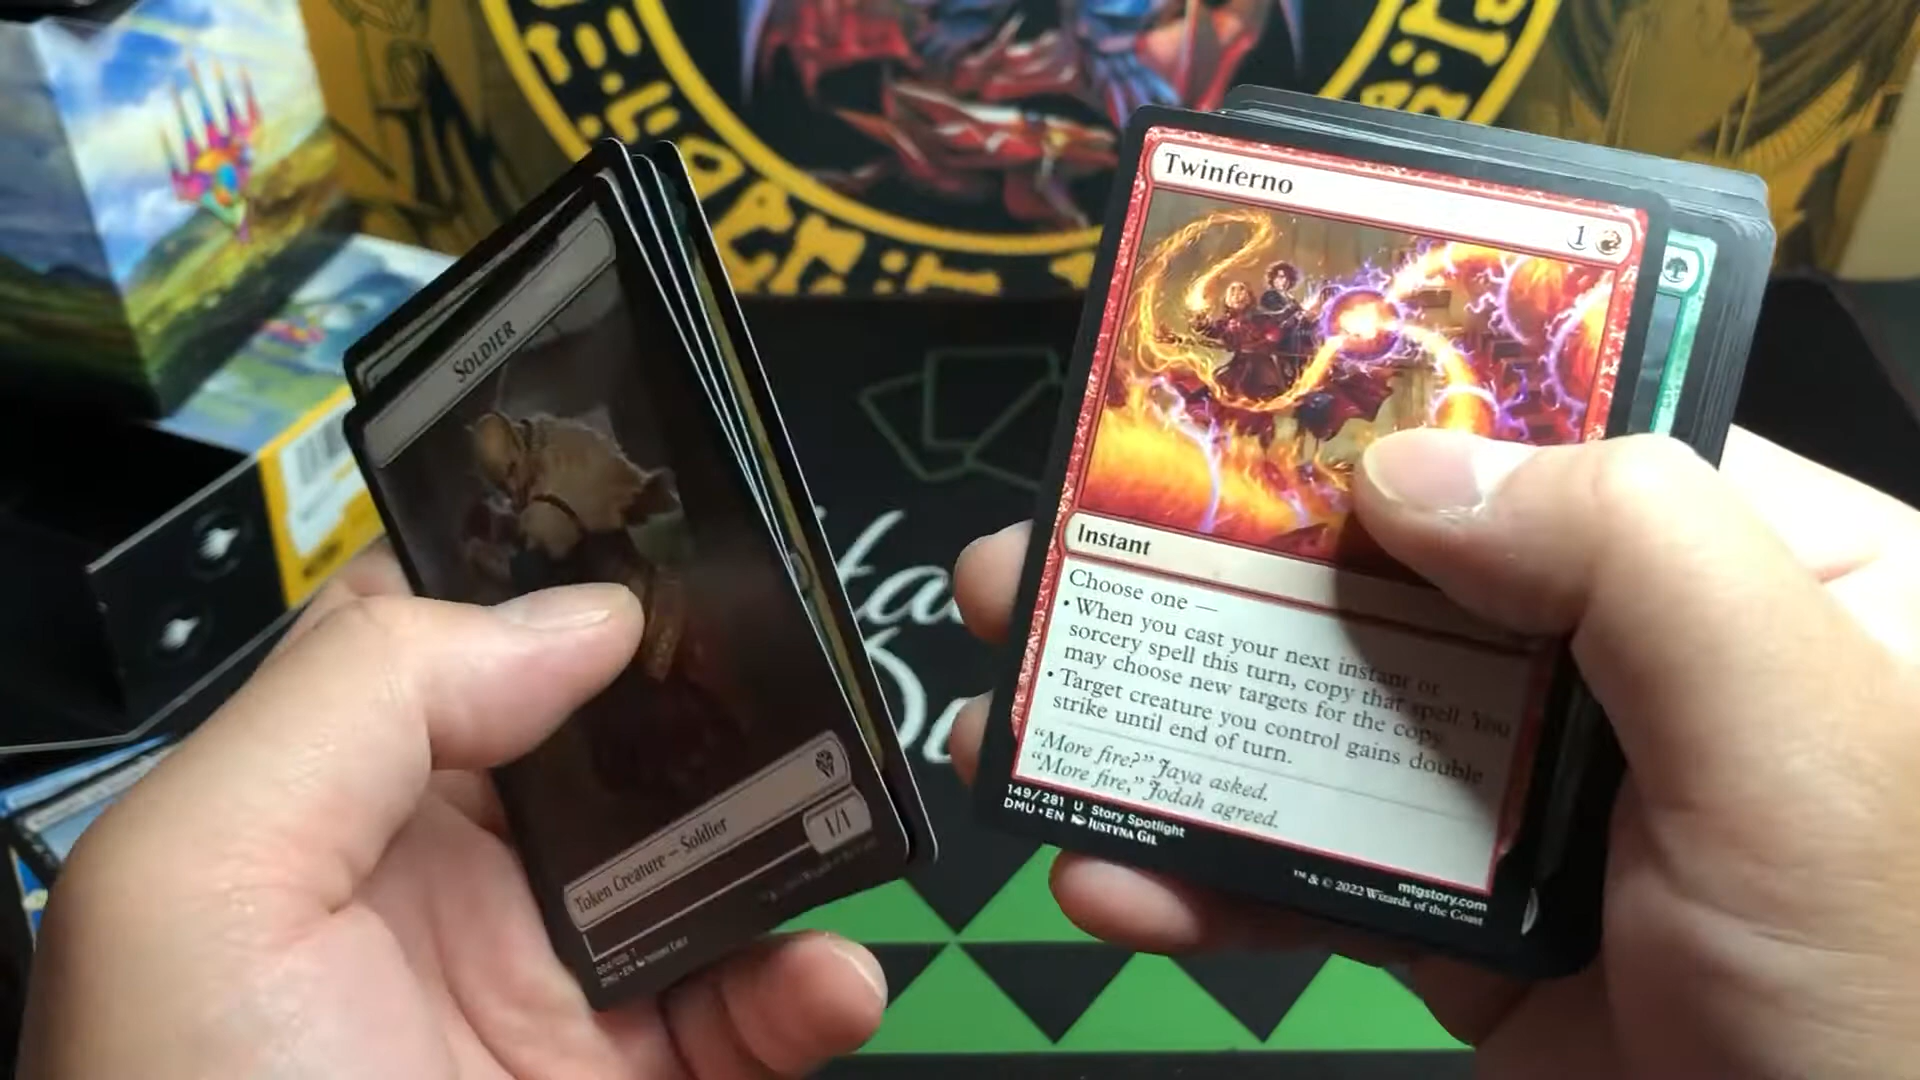 SOLDIER
Token Creature – Soldier
1/1
DMU • EN
Twinferno
1
Instant
Choose one —
• When you cast your next instant or
sorcery spell this turn, copy that spell. You
may choose new targets for the copy.
• Target creature you control gains double
strike until end of turn.
“More fire?” Jaya asked.
“More fire,” Jodah agreed.
149/281 U Story Spotlight
DMU • EN JUSTYNA GIL
mtgstory.com
™ & © 2022 Wizards of the Coast